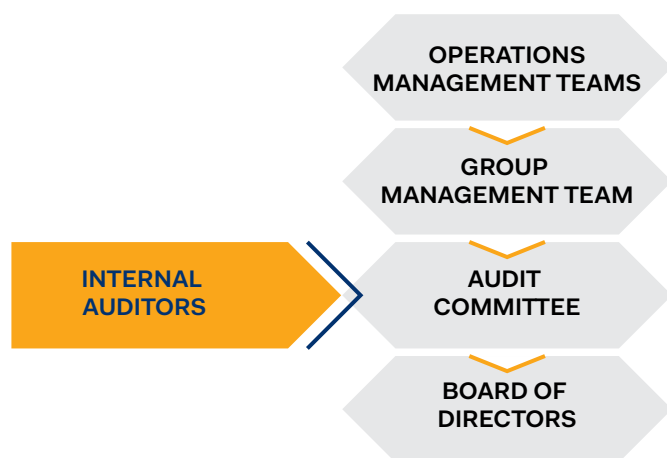 OPERATIONS
MANAGEMENT TEAMS
GROUP
MANAGEMENT TEAM
INTERNAL
AUDITORS
AUDIT
COMMITTEE
BOARD OF
DIRECTORS